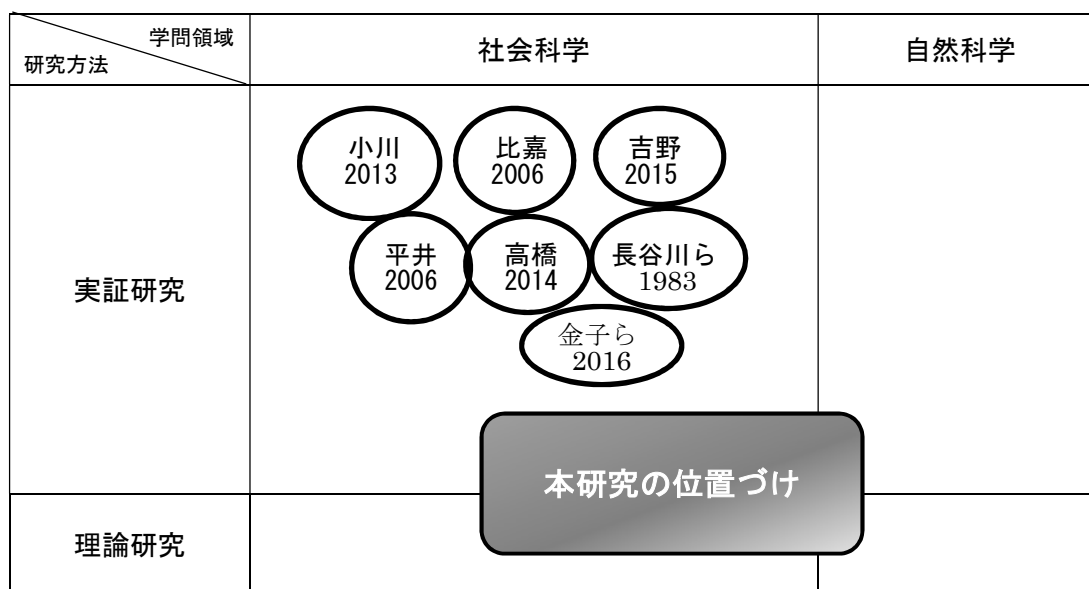 学問領域
研究方法
社会科学
自然科学
実証研究
小川
2013
比嘉
2006
吉野
2015
平井
2006
高橋
2014
長谷川ら
1983
金子ら
2016
本研究の位置づけ
理論研究